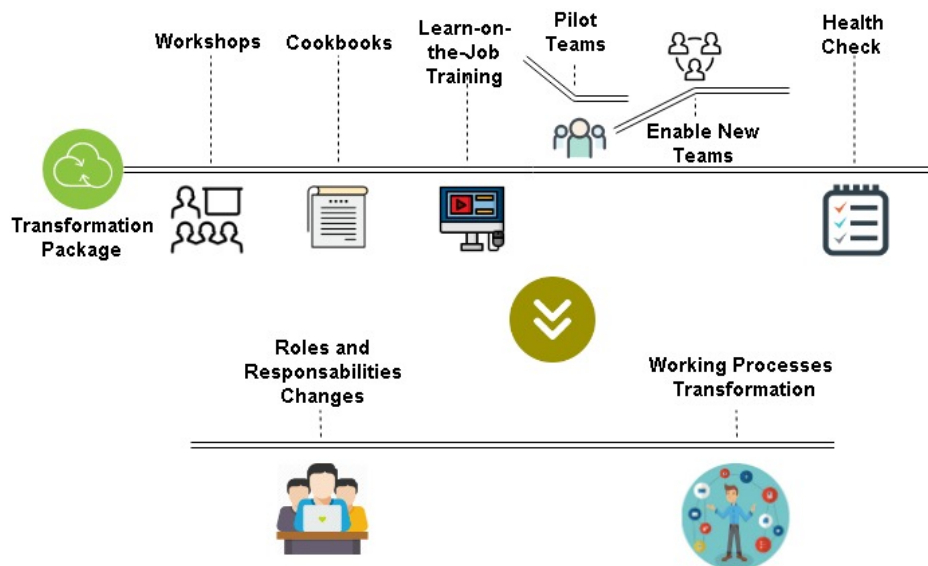 Workshops
Cookbooks
Learn-on-
the-Job
Training
Pilot
Teams
Health
Check
Enable New
Teams
Transformation
Package
Roles and
Responsabilities
Changes
Working Processes
Transformation